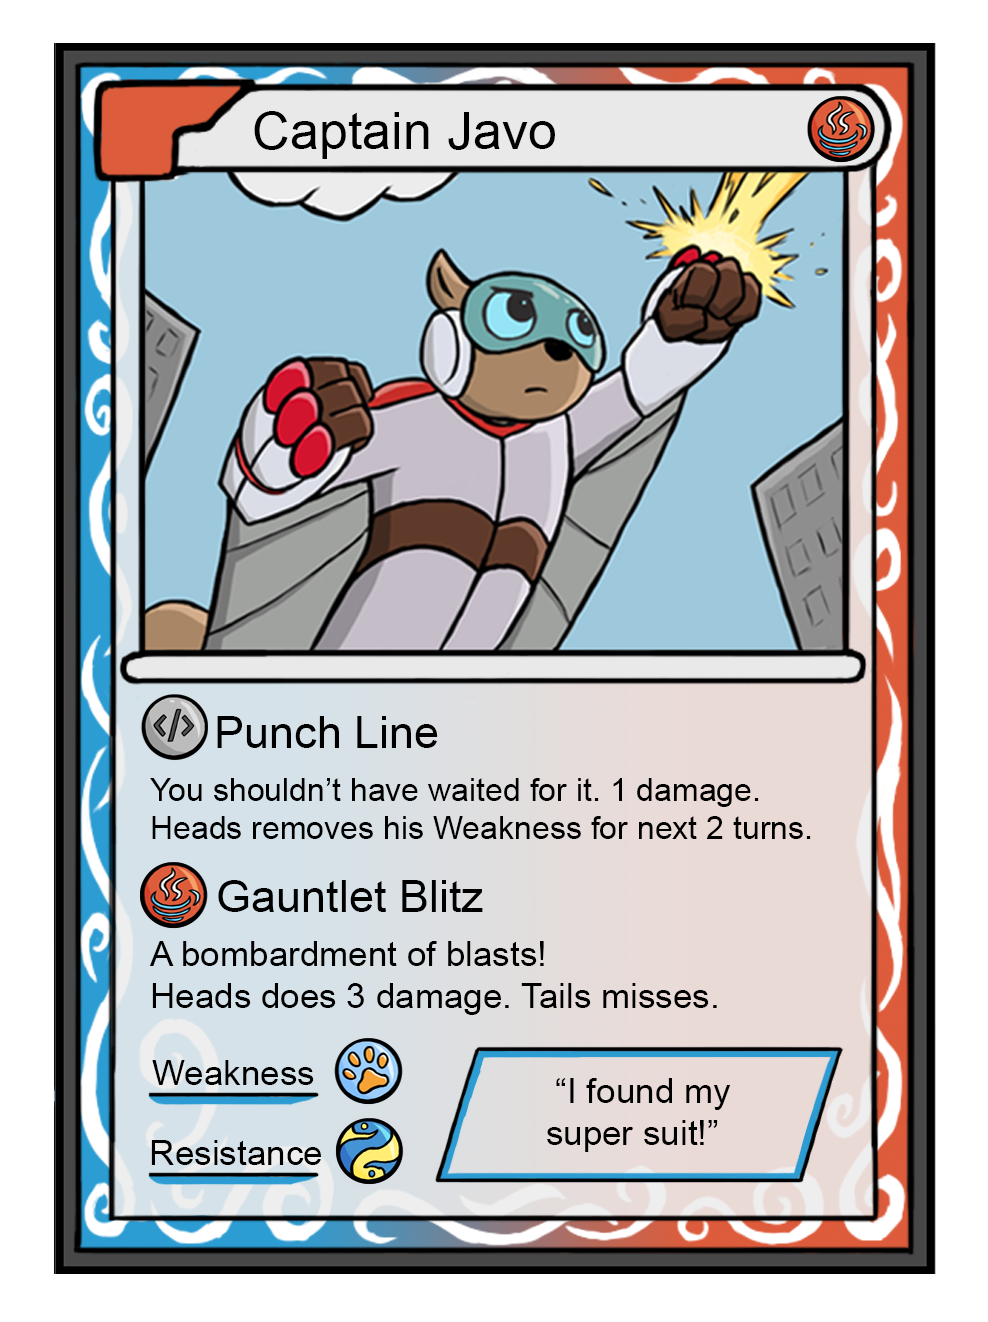 Captain Javo
</> Punch Line
You shouldn’t have waited for it. 1 damage.
Heads removes his Weakness for next 2 turns.
Gauntlet Blitz
A bombardment of blasts!
Heads does 3 damage. Tails misses.
Weakness
Resistance
“I found my
super suit!”